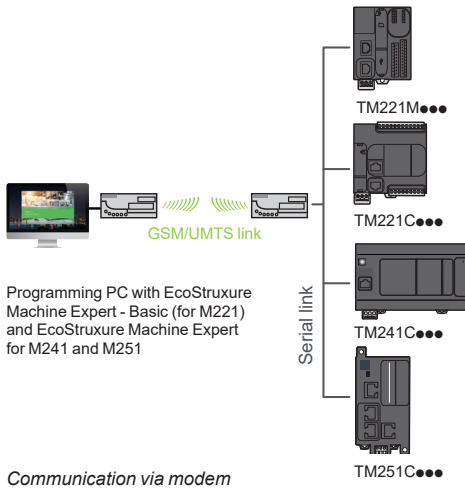 TM221M●●●
TM221C●●●
GSM/UMTS link
Programming PC with EcoStruxure
Machine Expert - Basic (for M221)
and EcoStruxure Machine Expert
for M241 and M251
Serial link
TM241C●●●
TM251C●●●
Communication via modem